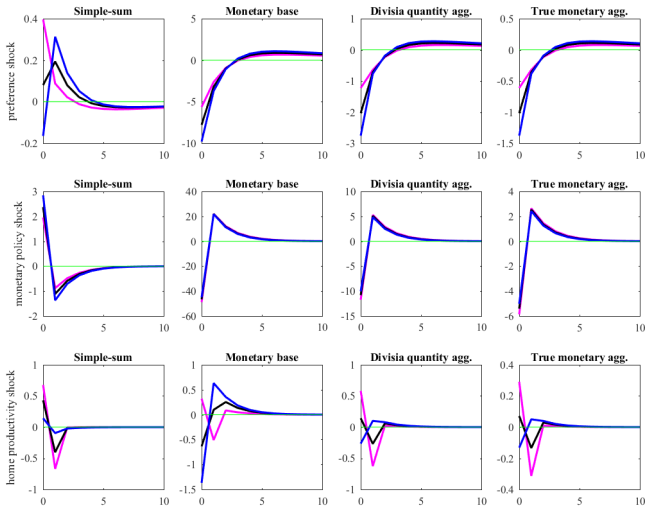 Simple-sum Monetary base Divisia quantity agg. True monetary agg.
preference shock
0.4 0.2 0 -0.2
5 0 -5 -10
1 0 -1 -2 -3
0.5 0 -0.5 -1 -1.5
0 5 10 0 5 10 0 5 10 0 5 10
Simple-sum Monetary base Divisia quantity agg. True monetary agg.
monetary policy shock
3 2 1 0 -1 -2
40 20 0 -20 -40 -60
10 5 0 -5 -10 -15
4 2 0 -2 -4 -6
0 5 10 0 5 10 0 5 10 0 5 10
Simple-sum Monetary base Divisia quantity agg. True monetary agg.
home productivity shock
1 0.5 0 -0.5 -1
1 0.5 0 -0.5 -1 -1.5
1 0.5 0 -0.5 -1
0.4 0.2 0 -0.2 -0.4
0 5 10 0 5 10 0 5 10 0 5 10